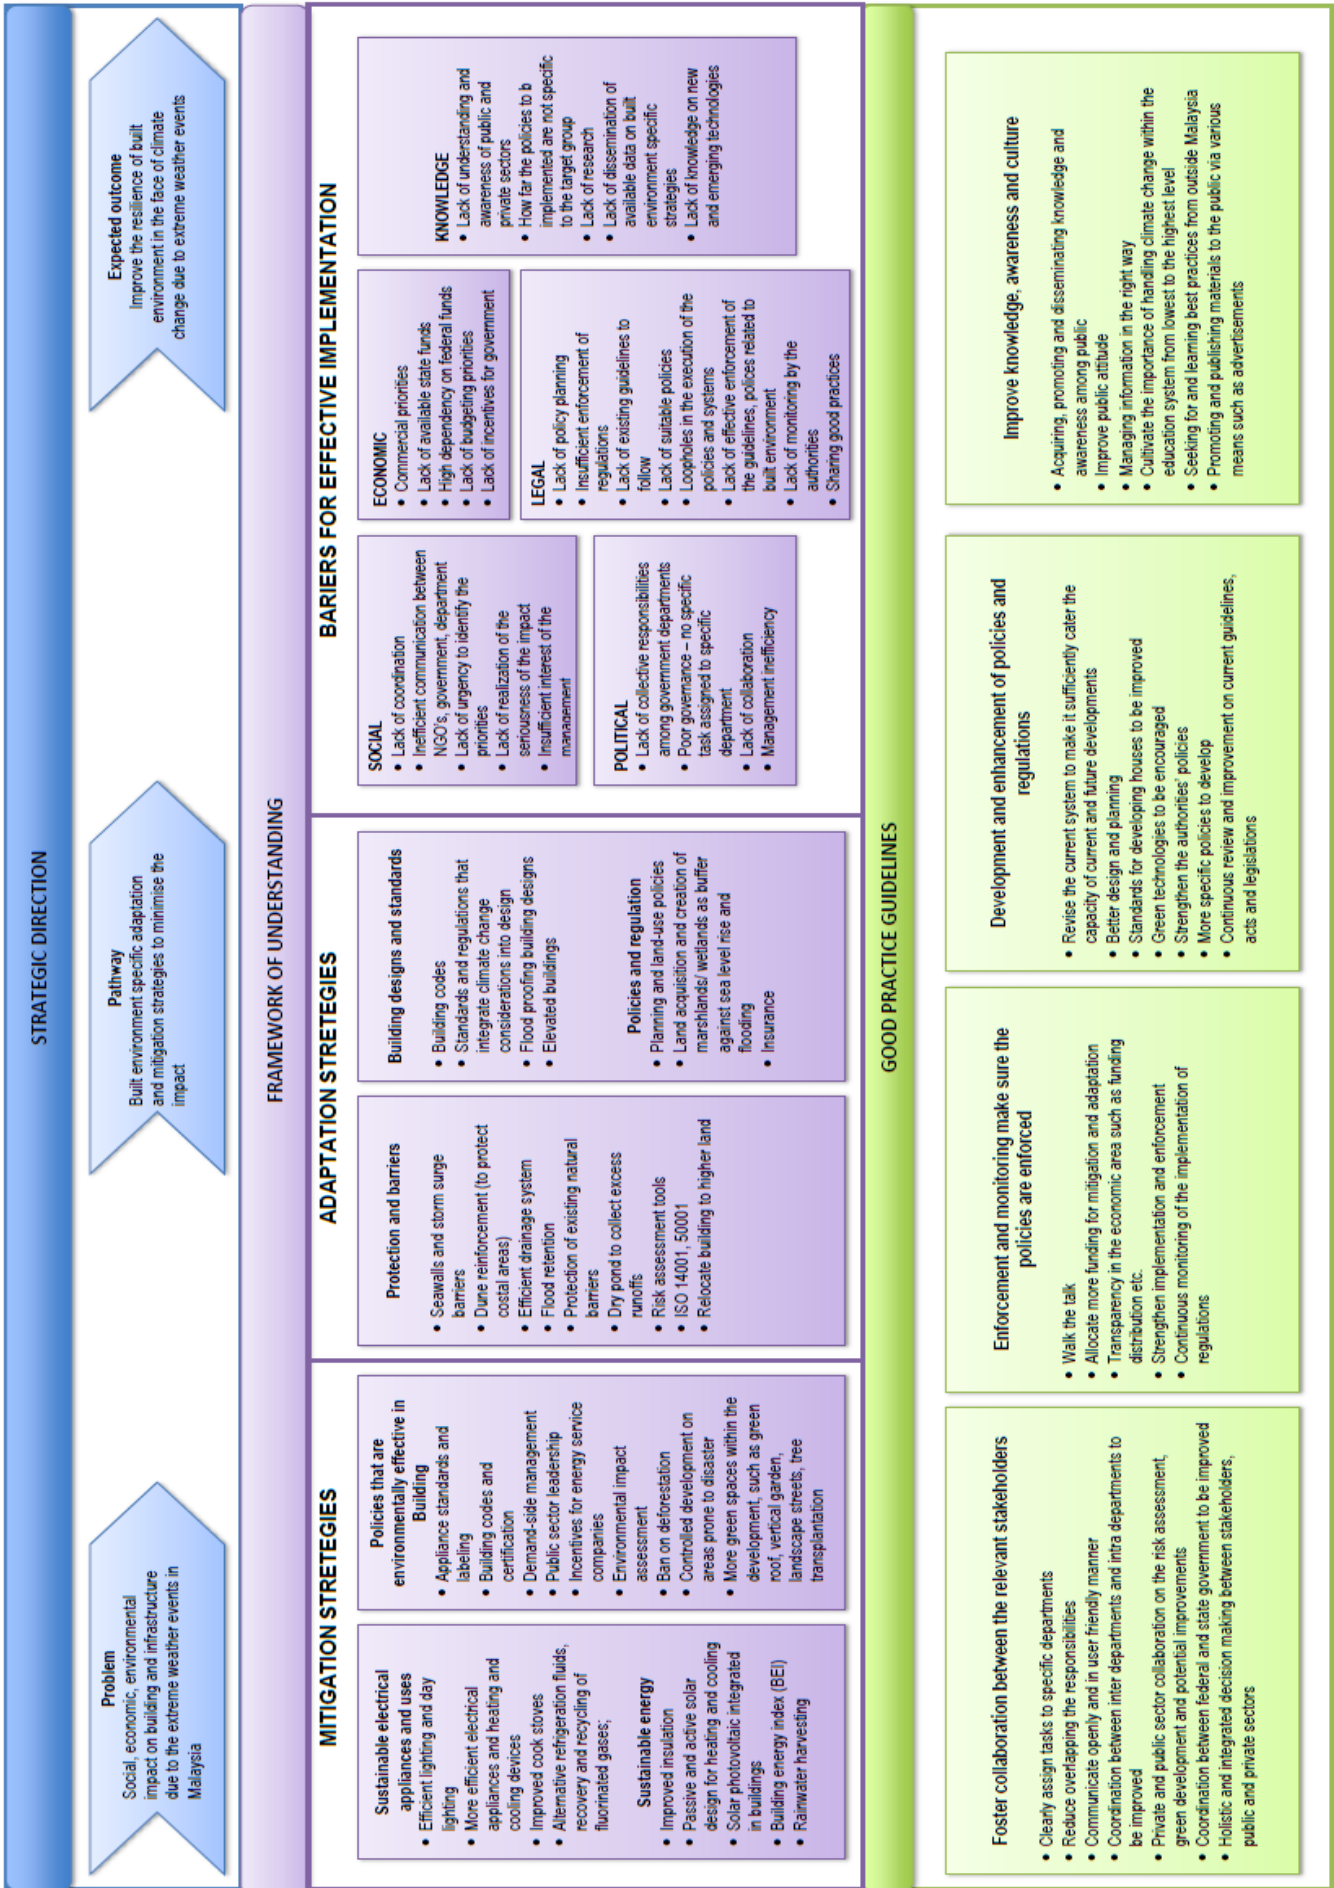 STRATEGIC DIRECTION
Problem
Social, economic, environmental
impact on building and infrastructure
due to the extreme weather events in
Malaysia
Pathway
Built environment specific adaptation
and mitigation strategies to minimise the
impact
Expected outcome
Improve the resilience of built
environment in the face of climate
change due to extreme weather events
FRAMEWORK OF UNDERSTANDING
MITIGATION STRETEGIES
Sustainable electrical
appliances and uses
• Efficient lighting and day
lighting
• More efficient electrical
appliances and heating and
cooling devices
• Improved cook stoves
• Alternative refrigeration fluids,
recovery and recycling of
fluorinated gases;
Sustainable energy
• Improved insulation
• Passive and active solar
design for heating and cooling
• Solar photovoltaic integrated
in buildings
• Building energy index (BEI)
• Rainwater harvesting
Policies that are
environmentally effective in
Building
• Appliance standards and
labeling
• Building codes and
certification
• Demand-side management
• Public sector leadership
• Incentives for energy service
companies
• Environmental impact
assessment
• Ban on deforestation
• Controlled development on
areas prone to disaster
• More green spaces within the
development, such as green
roof, vertical garden,
landscape streets, tree
transplantation
ADAPTATION STRETEGIES
Protection and barriers
• Seawalls and storm surge
barriers
• Dune reinforcement (to protect
costal areas)
• Efficient drainage system
• Flood retention
• Protection of existing natural
barriers
• Dry pond to collect excess
runoffs
• Risk assessment tools
• ISO 14001, 50001
• Relocate building to higher land
Building designs and standards
• Building codes
• Standards and regulations that
integrate climate change
considerations into design
• Flood proofing building designs
• Elevated buildings
Policies and regulation
• Planning and land-use policies
• Land acquisition and creation of
marshlands/ wetlands as buffer
against sea level rise and
flooding
• Insurance
BARIERS FOR EFFECTIVE IMPLEMENTATION
SOCIAL
• Lack of coordination
• Inefficient communication between
NGO's, government, department
• Lack of urgency to identify the
priorities
• Lack of realization of the
seriousness of the impact
• Insufficient interest of the
management
POLITICAL
• Lack of collective responsibilities
among government departments
• Poor governance – no specific
task assigned to specific
department
• Lack of collaboration
• Management inefficiency
ECONOMIC
• Commercial priorities
• Lack of available state funds
• High dependency on federal funds
• Lack of budgeting priorities
• Lack of incentives for government
LEGAL
• Lack of policy planning
• Insufficient enforcement of
regulations
• Lack of existing guidelines to
follow
• Lack of suitable policies
• Loopholes in the execution of the
policies and systems
• Lack of effective enforcement of
the guidelines, polices related to
built environment
• Lack of monitoring by the
authorities
• Sharing good practices
KNOWLEDGE
• Lack of understanding and
awareness of public and
private sectors
• How far the policies to b
implemented are not specific
to the target group
• Lack of research
• Lack of dissemination of
available data on built
environment specific
strategies
• Lack of knowledge on new
and emerging technologies
GOOD PRACTICE GUIDELINES
Foster collaboration between the relevant stakeholders
• Clearly assign tasks to specific departments
• Reduce overlapping the responsibilities
• Communicate openly and in user friendly manner
• Coordination between inter departments and intra departments to
be improved
• Private and public sector collaboration on the risk assessment,
green development and potential improvements
• Coordination between federal and state government to be improved
• Holistic and integrated decision making between stakeholders,
public and private sectors
Enforcement and monitoring make sure the
policies are enforced
• Walk the talk
• Allocate more funding for mitigation and adaptation
• Transparency in the economic area such as funding
distribution etc.
• Strengthen implementation and enforcement
• Continuous monitoring of the implementation of
regulations
Development and enhancement of policies and
regulations
• Revise the current system to make it sufficiently cater the
capacity of current and future developments
• Better design and planning
• Standards for developing houses to be improved
• Green technologies to be encouraged
• Strengthen the authorities' policies
• More specific policies to develop
• Continuous review and improvement on current guidelines,
acts and legislations
Improve knowledge, awareness and culture
• Acquiring, promoting and disseminating knowledge and
awareness among public
• Improve public attitude
• Managing information in the right way
• Cultivate the importance of handling climate change within the
education system from lowest to the highest level
• Seeking for and learning best practices from outside Malaysia
• Promoting and publishing materials to the public via various
means such as advertisements